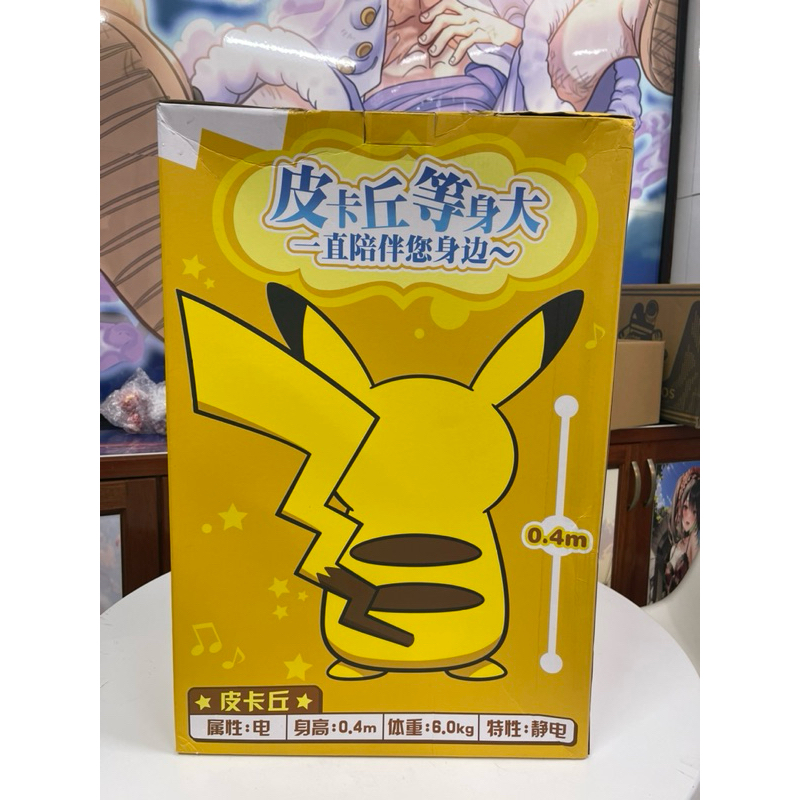 皮卡丘等身大
一直陪伴您身边～
0.4m
皮卡丘
属性:电 身高:0.4m 体重:6.0kg 特性:静电